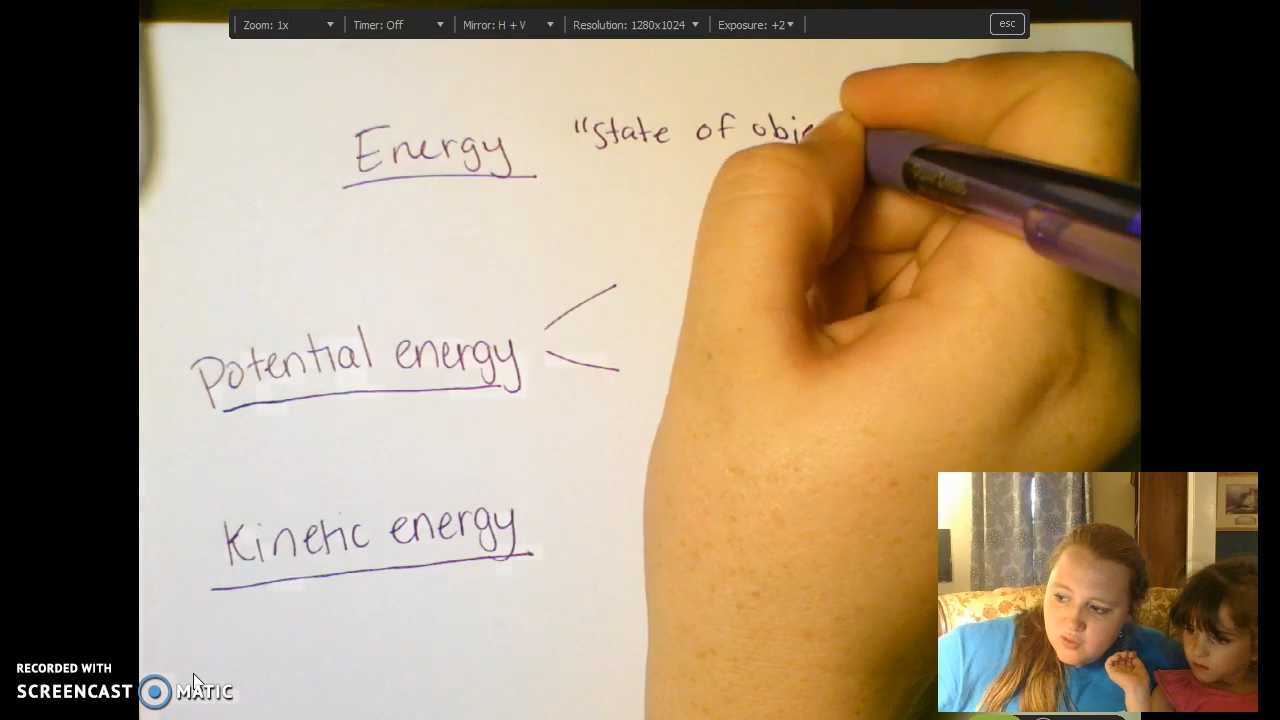 Zoom: 1x Timer: Off Mirror: H + V Resolution: 1280x1024 Exposure: +2 esc
Energy "state of obje
Potential energy
Kinetic energy
RECORDED WITH
SCREENCAST MATIC